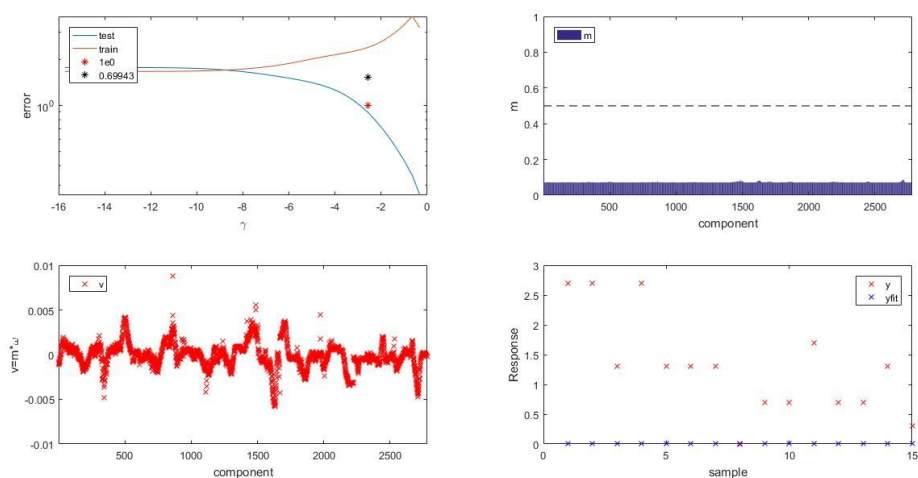 error
test
train
1e0
0.69943
10^0
-16 -14 -12 -10 -8 -6 -4 -2 0
γ
m
1
0.8
0.6
0.4
0.2
0
m
500 1000 1500 2000 2500
component
v=m*ω
0.01
0.005
0
-0.005
-0.01
v
500 1000 1500 2000 2500
component
Response
3
2.5
2
1.5
1
0.5
0
y
yfit
0 5 10 15
sample